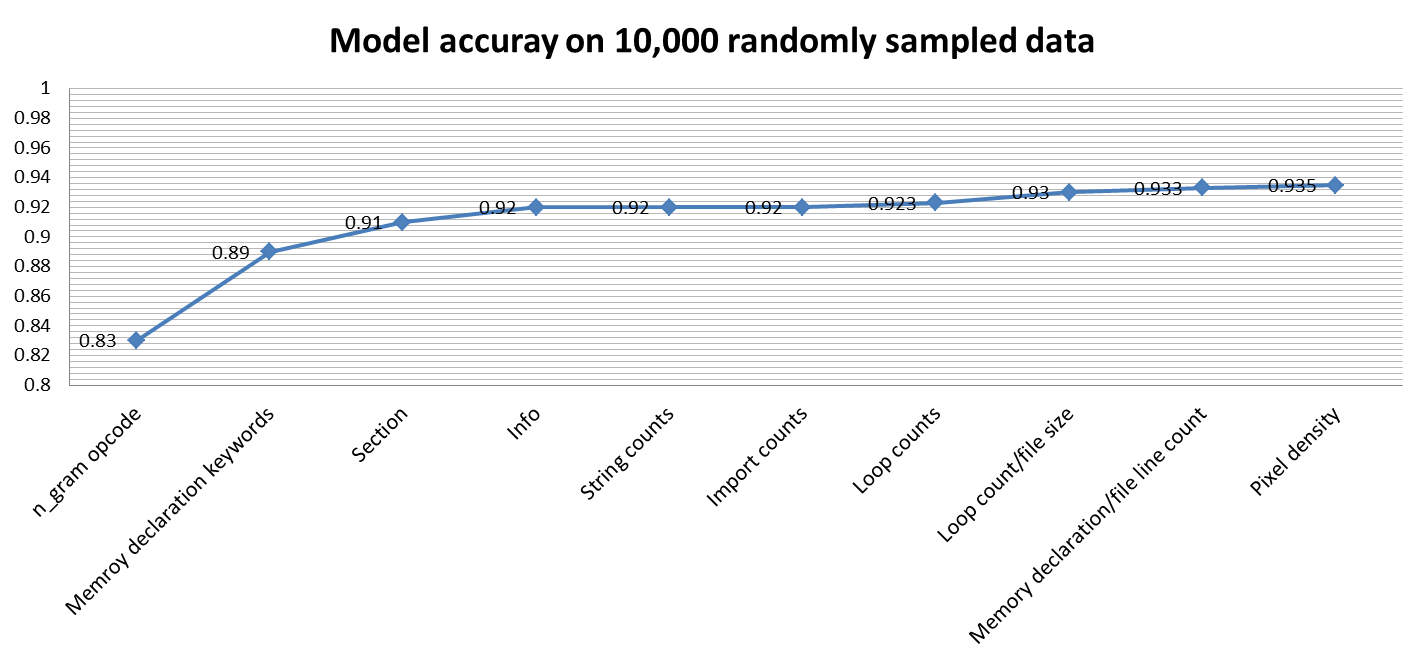 Model accuray on 10,000 randomly sampled data
1
0.98
0.96
0.94
0.92
0.9
0.88
0.86
0.84
0.82
0.8
0.83
0.89
0.91
0.92
0.92
0.92
0.923
0.93
0.933
0.935
n_gram opcode
Memroy declaration keywords
Section
Info
String counts
Import counts
Loop counts
Loop count/file size
Memory declaration/file line count
Pixel density